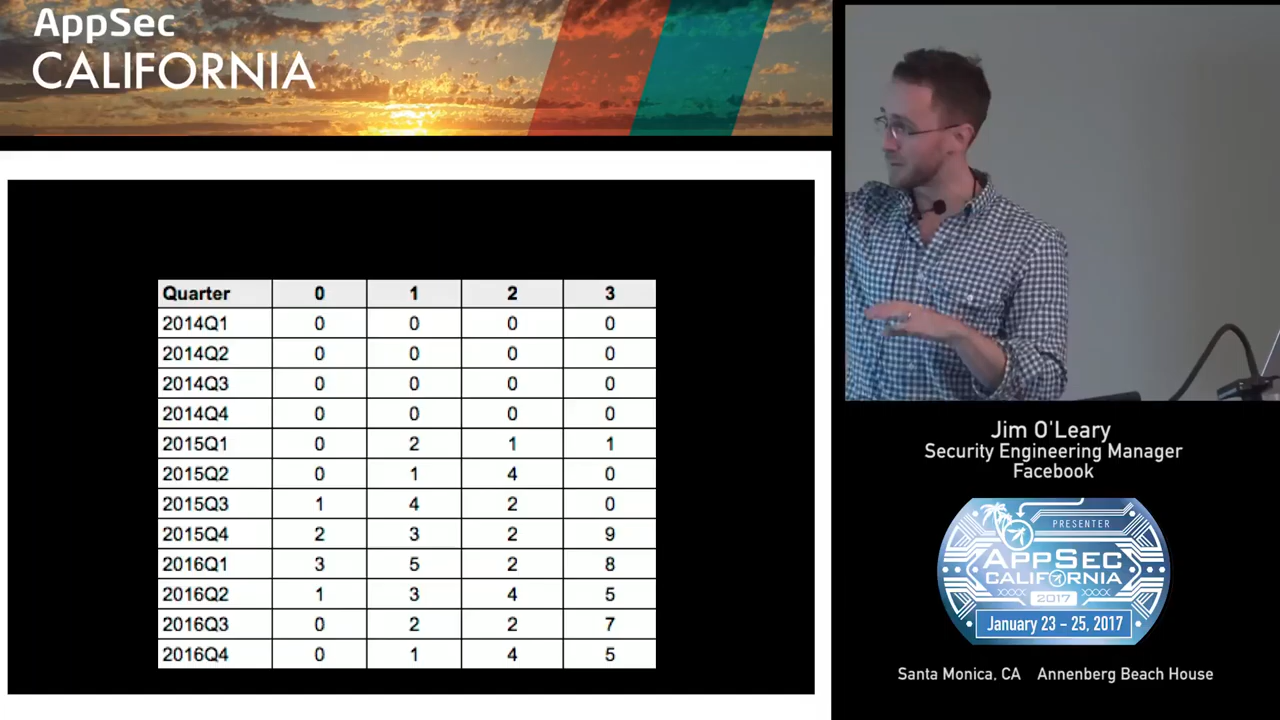 AppSec
CALIFORNIA
Quarter 0 1 2 3
2014Q1 0 0 0 0
2014Q2 0 0 0 0
2014Q3 0 0 0 0
2014Q4 0 0 0 0
2015Q1 0 2 1 1
2015Q2 0 1 4 0
2015Q3 1 4 2 0
2015Q4 2 3 2 9
2016Q1 3 5 2 8
2016Q2 1 3 4 5
2016Q3 0 2 2 7
2016Q4 0 1 4 5
Jim O'Leary
Security Engineering Manager
Facebook
PRESENTER
APPSEC
CALIFORNIA
2017
January 23 - 25, 2017
Santa Monica, CA Annenberg Beach House